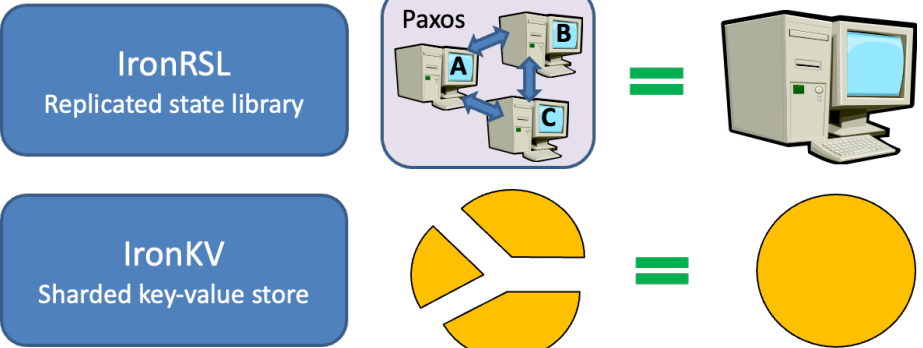 IronRSL
Replicated state library
Paxos
A
B
C
IronKV
Sharded key-value store